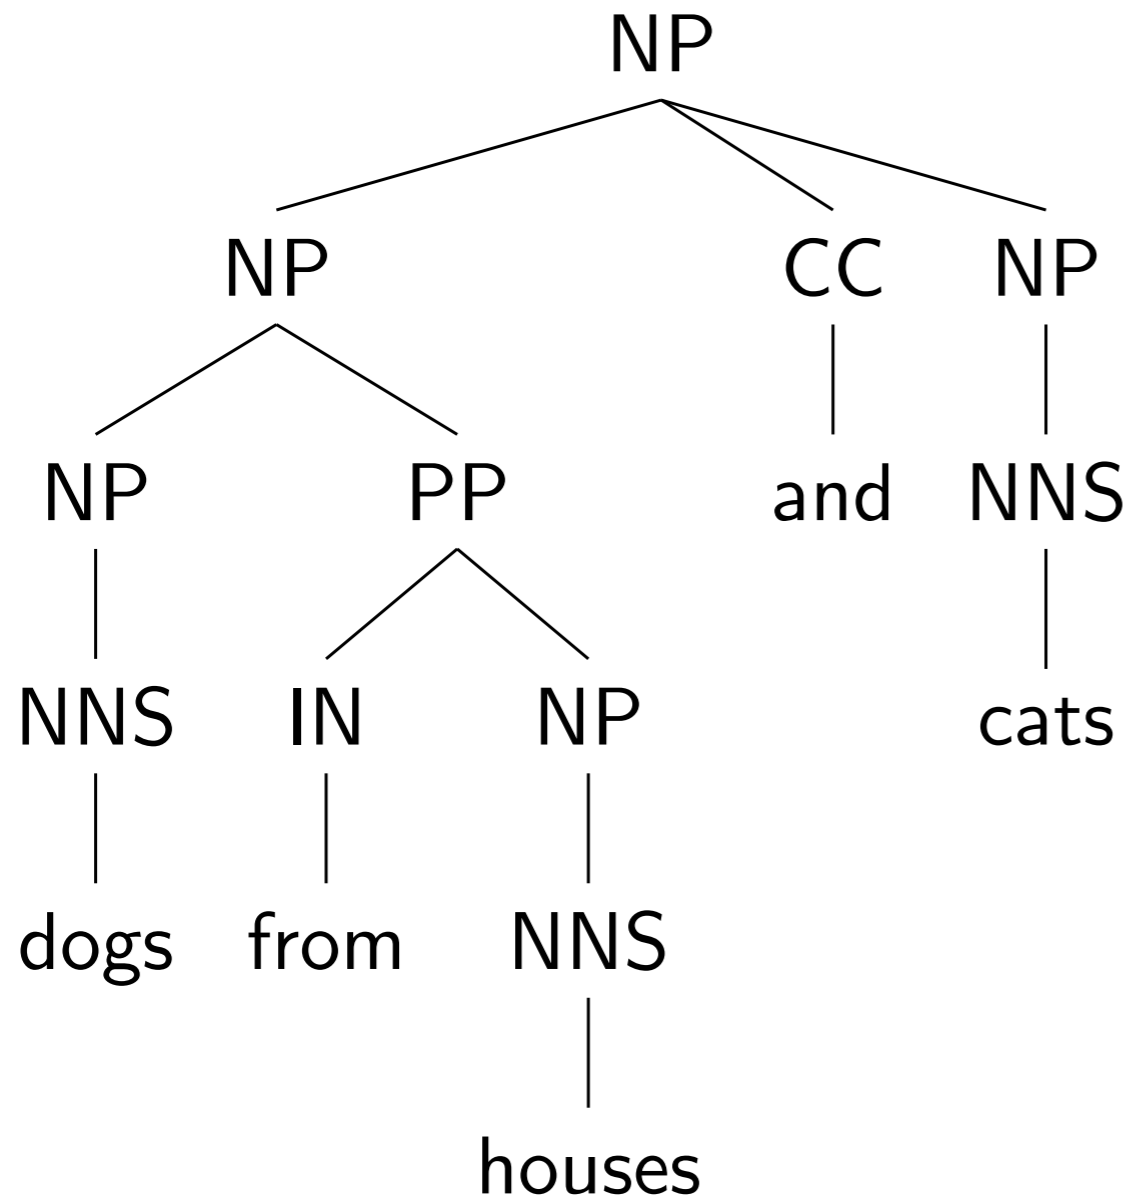 NP
NP CC NP
NP PP and NNS
NNS IN NP cats
dogs from NNS
houses